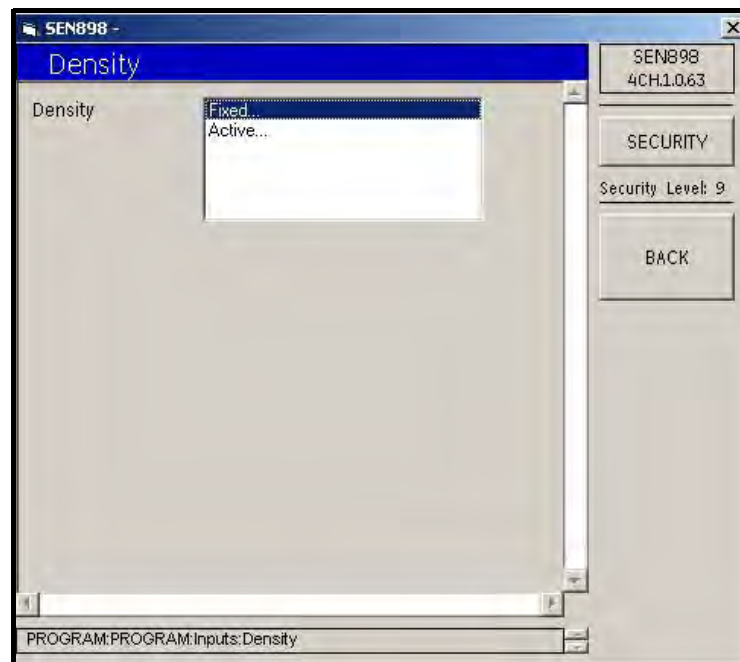 SEN898 -
Density
SEN898
4CH.1.0.63
Density
Fixed...
Active...
SECURITY
Security Level: 9
BACK
PROGRAM:PROGRAM:Inputs:Density